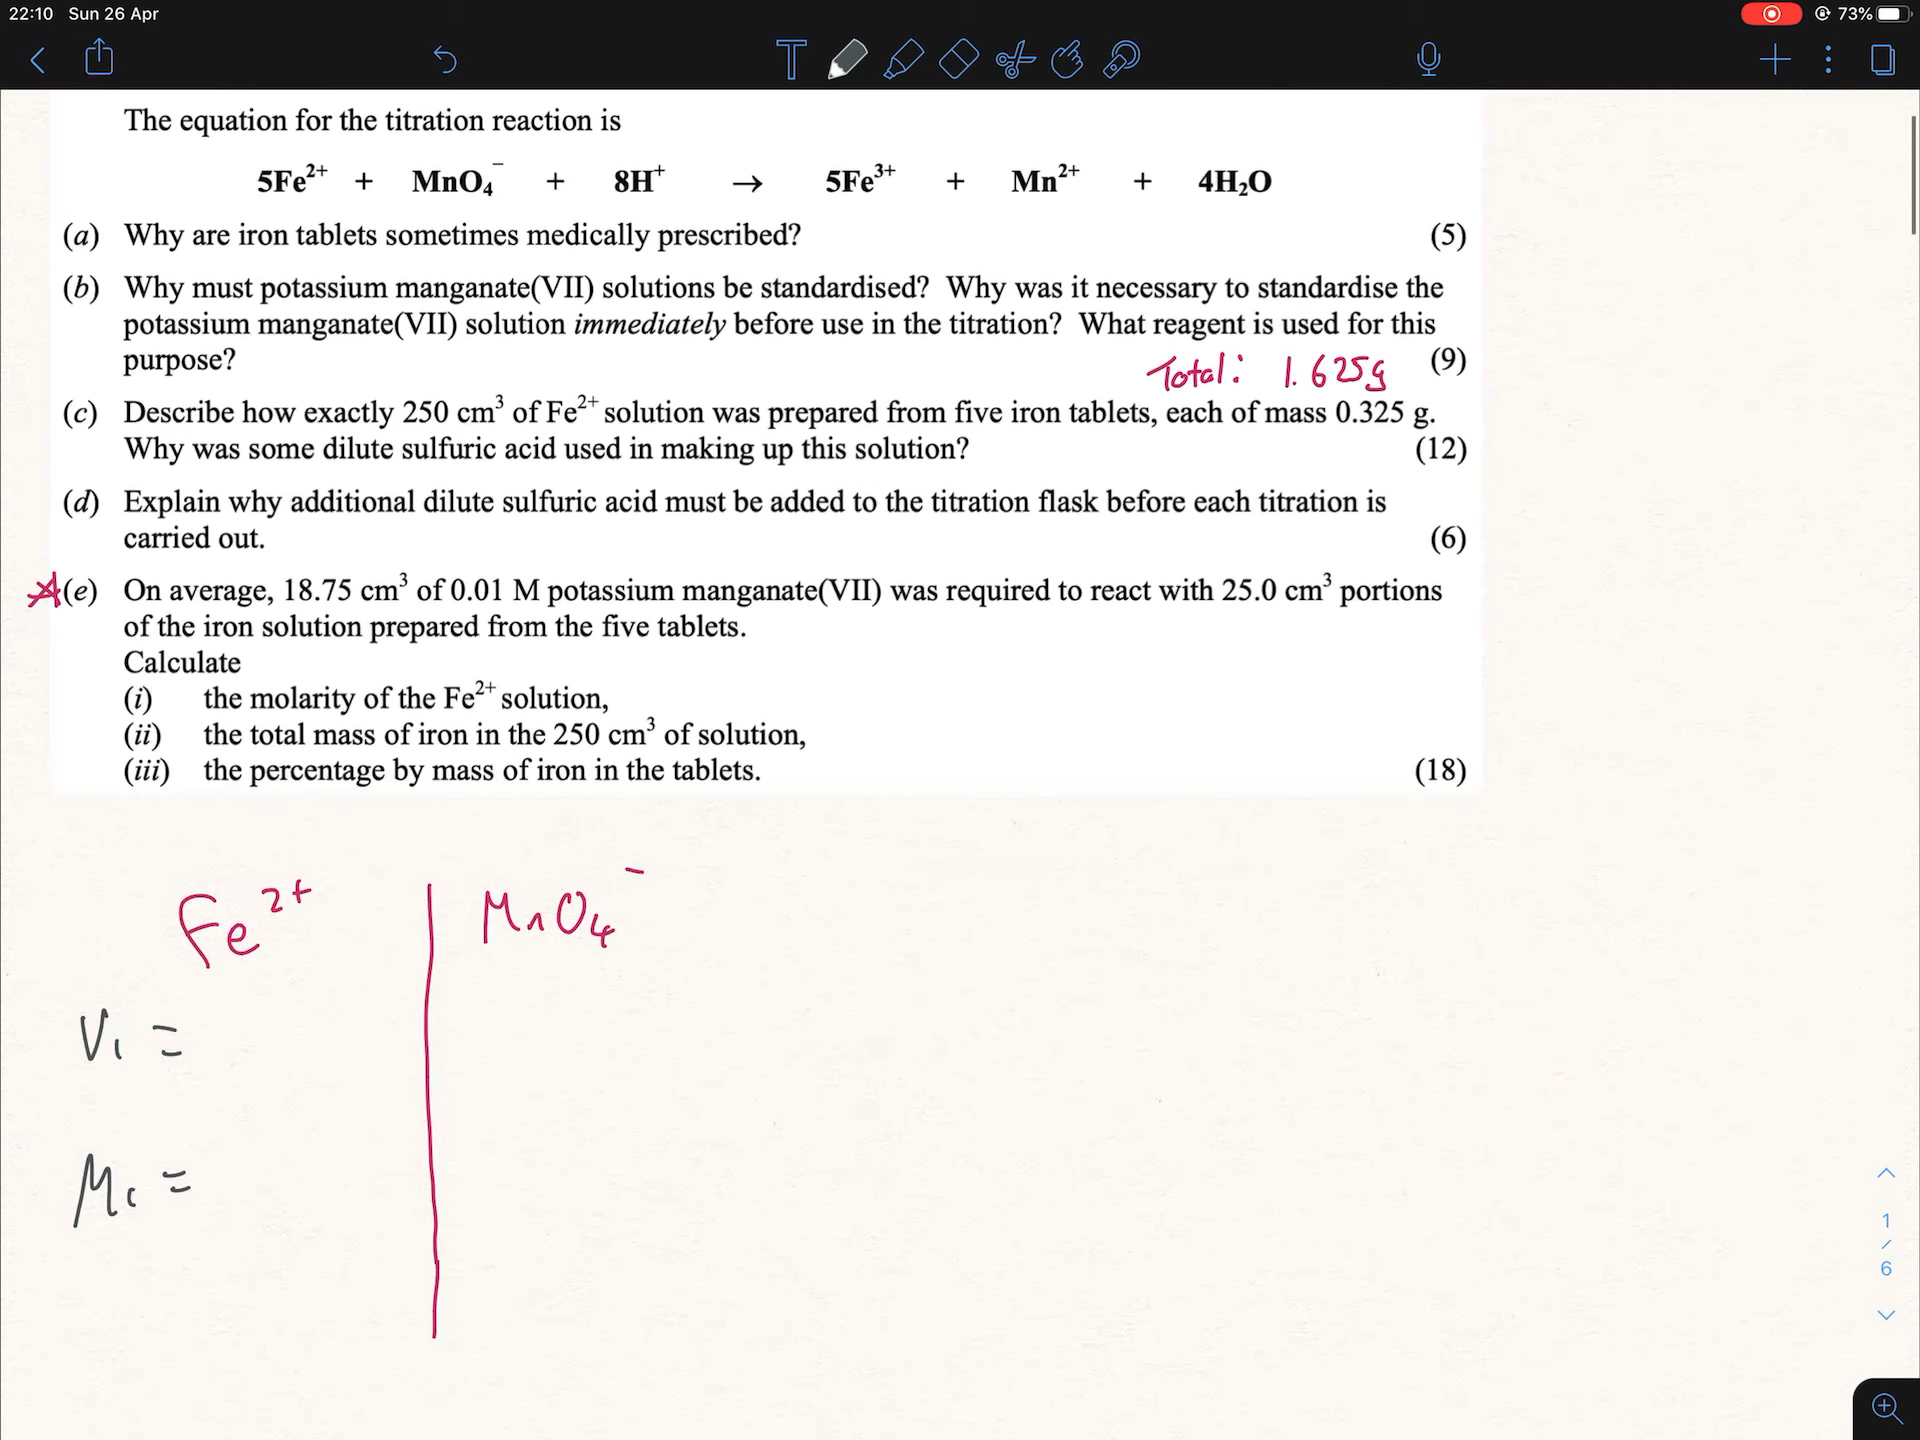 22:10 Sun 26 Apr 73%
The equation for the titration reaction is
5Fe²⁺ + MnO₄⁻ + 8H⁺ → 5Fe³⁺ + Mn²⁺ + 4H₂O
(a) Why are iron tablets sometimes medically prescribed? (5)
(b) Why must potassium manganate(VII) solutions be standardised? Why was it necessary to standardise the
potassium manganate(VII) solution immediately before use in the titration? What reagent is used for this
purpose? (9)
Total: 1.625g
(c) Describe how exactly 250 cm³ of Fe²⁺ solution was prepared from five iron tablets, each of mass 0.325 g.
Why was some dilute sulfuric acid used in making up this solution? (12)
(d) Explain why additional dilute sulfuric acid must be added to the titration flask before each titration is
carried out. (6)
(e) On average, 18.75 cm³ of 0.01 M potassium manganate(VII) was required to react with 25.0 cm³ portions
of the iron solution prepared from the five tablets.
Calculate
(i) the molarity of the Fe²⁺ solution,
(ii) the total mass of iron in the 250 cm³ of solution,
(iii) the percentage by mass of iron in the tablets. (18)
Fe²⁺ MnO₄⁻
V₁ =
M₁ =
1
/
6